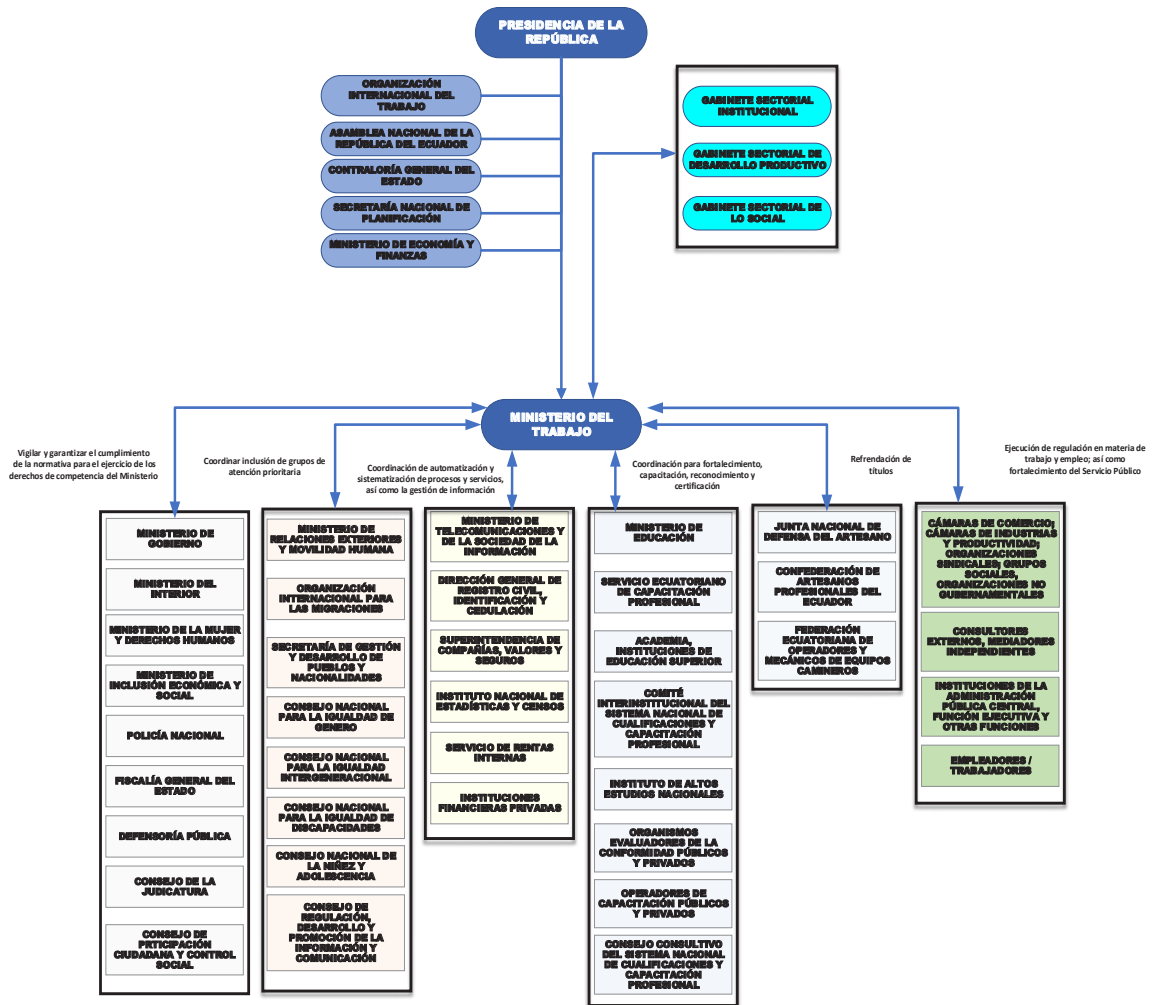 PRESIDENCIA DE LA
REPÚBLICA
ORGANIZACIÓN
INTERNACIONAL DEL
TRABAJO
ASAMBLEA NACIONAL DE LA
REPÚBLICA DEL ECUADOR
CONTRALORÍA GENERAL DEL
ESTADO
SECRETARÍA NACIONAL DE
PLANIFICACIÓN
MINISTERIO DE ECONOMÍA Y
FINANZAS
GABINETE SECTORIAL
INSTITUCIONAL
GABINETE SECTORIAL DE
DESARROLLO PRODUCTIVO
GABINETE SECTORIAL DE
LO SOCIAL
MINISTERIO DEL
TRABAJO
Vigilar y garantizar el cumplimiento
de la normativa para el ejercicio de los
derechos de competencia del Ministerio
MINISTERIO DE
GOBIERNO
MINISTERIO DEL
INTERIOR
MINISTERIO DE LA MUJER
Y DERECHOS HUMANOS
MINISTERIO DE
INCLUSIÓN ECONÓMICA Y
SOCIAL
POLICÍA NACIONAL
FISCALÍA GENERAL DEL
ESTADO
DEFENSORÍA PÚBLICA
CONSEJO DE LA
JUDICATURA
CONSEJO DE
PRTICIPACIÓN
CIUDADANA Y CONTROL
SOCIAL
Coordinar inclusión de grupos de
atención prioritaria
MINISTERIO DE
RELACIONES EXTERIORES
Y MOVILIDAD HUMANA
ORGANIZACIÓN
INTERNACIONAL PARA
LAS MIGRACIONES
SECRETARÍA DE GESTIÓN
Y DESARROLLO DE
PUEBLOS Y
NACIONALIDADES
CONSEJO NACIONAL
PARA LA IGUALDAD DE
GENERO
CONSEJO NACIONAL
PARA LA IGUALDAD
INTERGENERACIONAL
CONSEJO NACIONAL
PARA LA IGUALDAD DE
DISCAPACIDADES
CONSEJO NACIONAL DE
LA NIÑEZ Y
ADOLESCENCIA
CONSEJO DE
REGULACIÓN,
DESARROLLO Y
PROMOCIÓN DE LA
INFORMACIÓN Y
COMUNICACIÓN
Coordinación de automatización y
sistematización de procesos y servicios,
así como la gestión de información
MINISTERIO DE
TELECOMUNICACIONES Y
DE LA SOCIEDAD DE LA
INFORMACIÓN
DIRECCIÓN GENERAL DE
REGISTRO CIVIL,
IDENTIFICACIÓN Y
CEDULACIÓN
SUPERINTENDENCIA DE
COMPAÑÍAS, VALORES Y
SEGUROS
INSTITUTO NACIONAL DE
ESTADÍSTICAS Y CENSOS
SERVICIO DE RENTAS
INTERNAS
INSTITUCIONES
FINANCIERAS PRIVADAS
Coordinación para fortalecimiento,
capacitación, reconocimiento y
certificación
MINISTERIO DE
EDUCACIÓN
SERVICIO ECUATORIANO
DE CAPACITACIÓN
PROFESIONAL
ACADEMIA,
INSTITUCIONES DE
EDUCACIÓN SUPERIOR
COMITÉ
INTERINSTITUCIONAL DEL
SISTEMA NACIONAL DE
CUALIFICACIONES Y
CAPACITACIÓN
PROFESIONAL
INSTITUTO DE ALTOS
ESTUDIOS NACIONALES
ORGANISMOS
EVALUADORES DE LA
CONFORMIDAD PÚBLICOS
Y PRIVADOS
OPERADORES DE
CAPACITACIÓN PÚBLICOS
Y PRIVADOS
CONSEJO CONSULTIVO
DEL SISTEMA NACIONAL
DE CUALIFICACIONES Y
CAPACITACIÓN
PROFESIONAL
Refrendación de
títulos
JUNTA NACIONAL DE
DEFENSA DEL ARTESANO
CONFEDERACIÓN DE
ARTESANOS
PROFESIONALES DEL
ECUADOR
FEDERACIÓN
ECUATORIANA DE
OPERADORES Y
MECÁNICOS DE EQUIPOS
CAMINEROS
Ejecución de regulación en materia de
trabajo y empleo; así como
fortalecimiento del Servicio Público
CÁMARAS DE COMERCIO;
CÁMARAS DE INDUSTRIAS
Y PRODUCTIVIDAD;
ORGANIZACIONES
SINDICALES; GRUPOS
SOCIALES,
ORGANIZACIONES NO
GUBERNAMENTALES
CONSULTORES
EXTERNOS, MEDIADORES
INDEPENDIENTES
INSTITUCIONES DE LA
ADMINISTRACIÓN
PÚBLICA CENTRAL,
FUNCIÓN EJECUTIVA Y
OTRAS FUNCIONES
EMPLEADORES /
TRABAJADORES